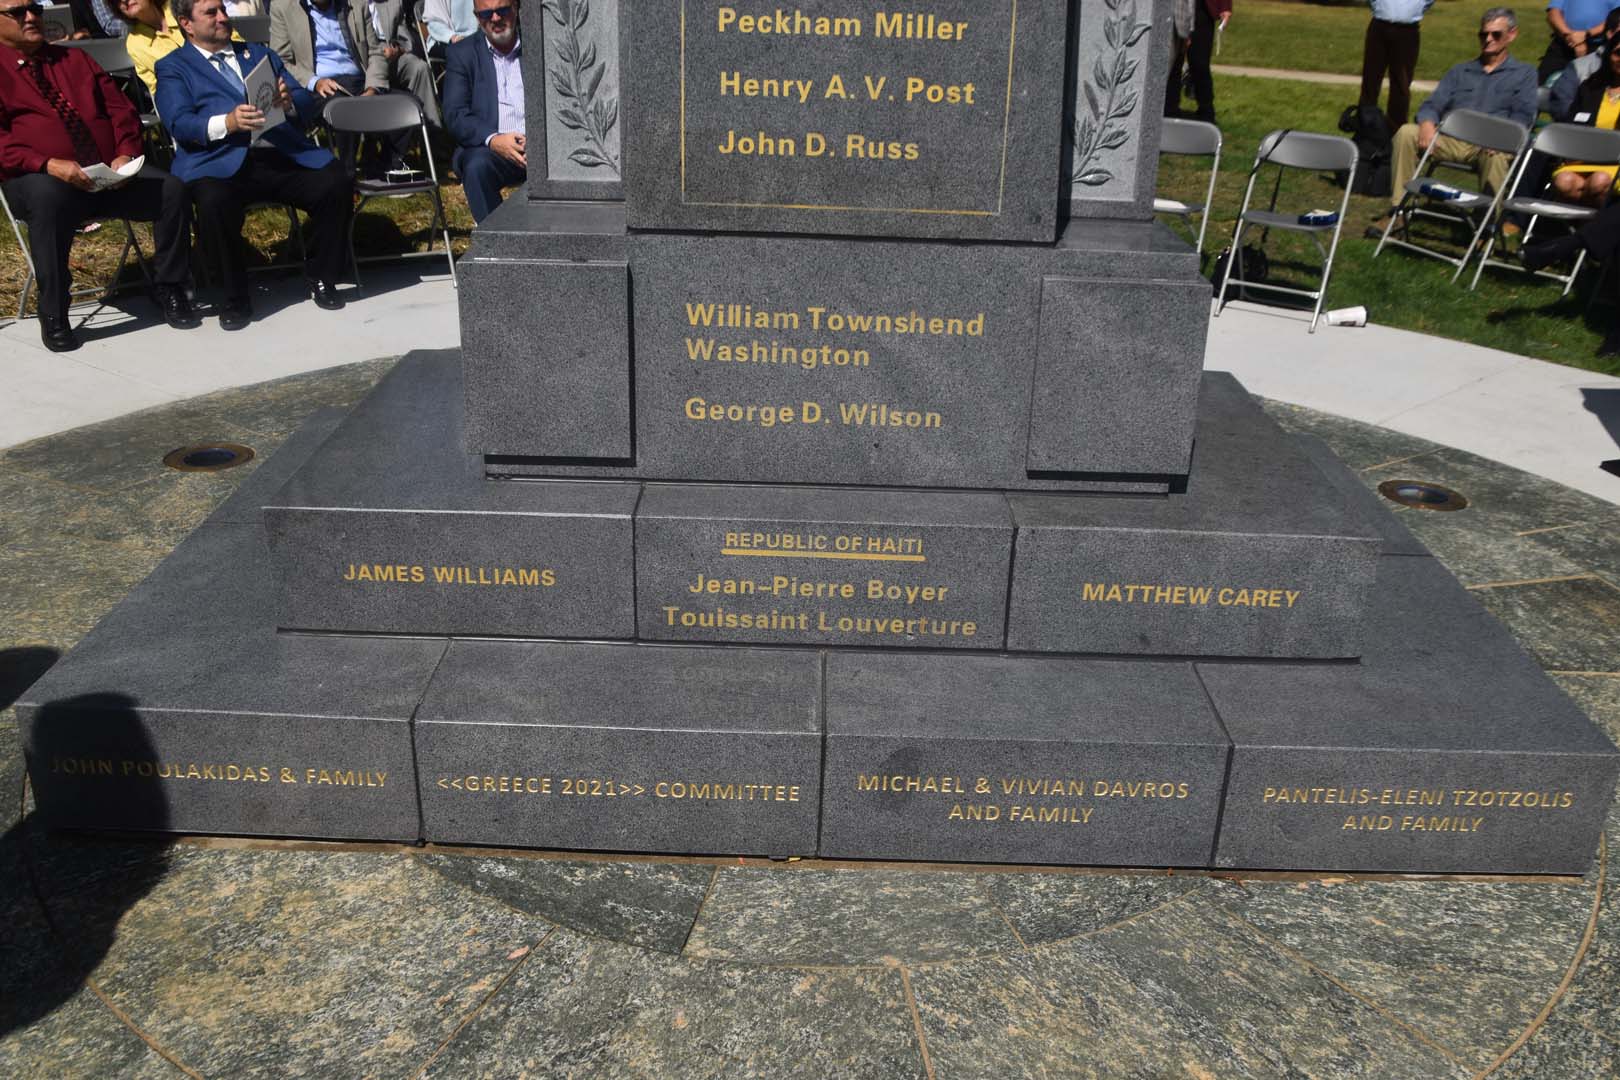 Peckham Miller
Henry A. V. Post
John D. Russ
William Townshend
Washington
George D. Wilson
REPUBLIC OF HAITI
JAMES WILLIAMS
Jean-Pierre Boyer
Touissaint Louverture
MATTHEW CAREY
JOHN POULAKIDAS & FAMILY
<<GREECE 2021>> COMMITTEE
MICHAEL & VIVIAN DAVROS
AND FAMILY
PANTELIS-ELENI TZOTZOLIS
AND FAMILY